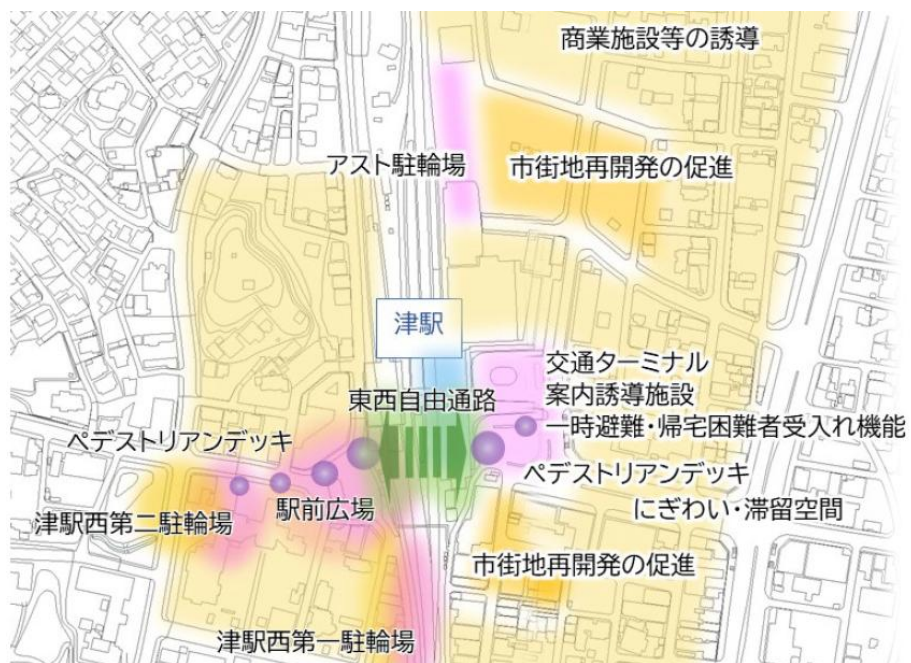 商業施設等の誘導
アスト駐輪場
市街地再開発の促進
津駅
交通ターミナル
案内誘導施設
一時避難・帰宅困難者受入れ機能
東西自由通路
ペデストリアンデッキ
ペデストリアンデッキ
にぎわい・滞留空間
駅前広場
津駅西第二駐輪場
市街地再開発の促進
津駅西第一駐輪場